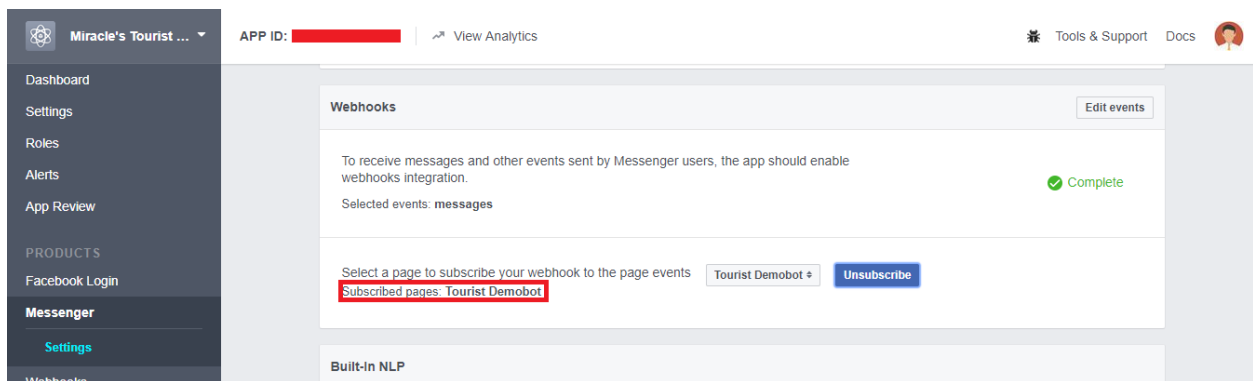 Miracle's Tourist ...
APP ID:
View Analytics
Tools & Support
Docs
Dashboard
Settings
Roles
Alerts
App Review
PRODUCTS
Facebook Login
Messenger
Settings
Webhooks
Webhooks
Edit events
To receive messages and other events sent by Messenger users, the app should enable
webhooks integration.
Complete
Selected events: messages
Select a page to subscribe your webhook to the page events
Tourist Demobot
Unsubscribe
Subscribed pages: Tourist Demobot
Built-In NLP